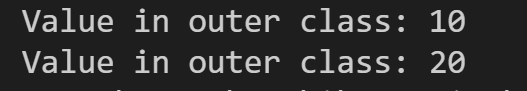 Value in outer class: 10
Value in outer class: 20